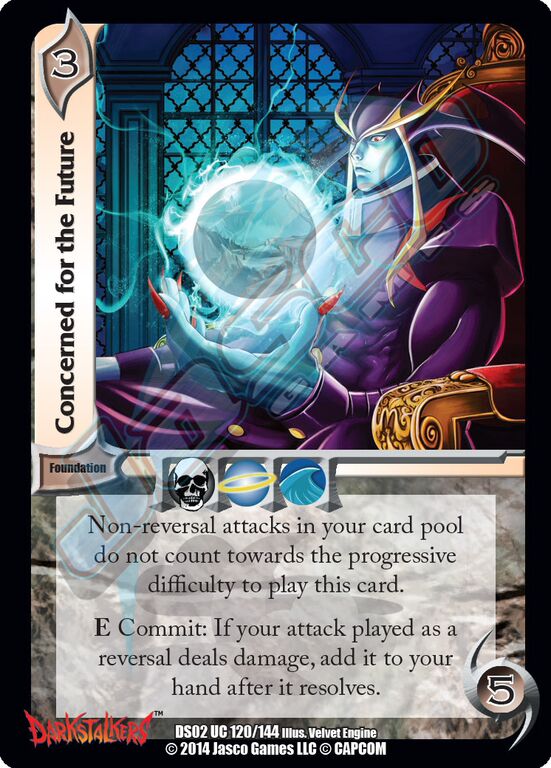 3
Concerned for the Future
Foundation
Non-reversal attacks in your card pool
do not count towards the progressive
difficulty to play this card.
E Commit: If your attack played as a
reversal deals damage, add it to your
hand after it resolves.
5
DARKSTALKERS™
DS02 UC 120/144 Illus. Velvet Engine
© 2014 Jasco Games LLC © CAPCOM